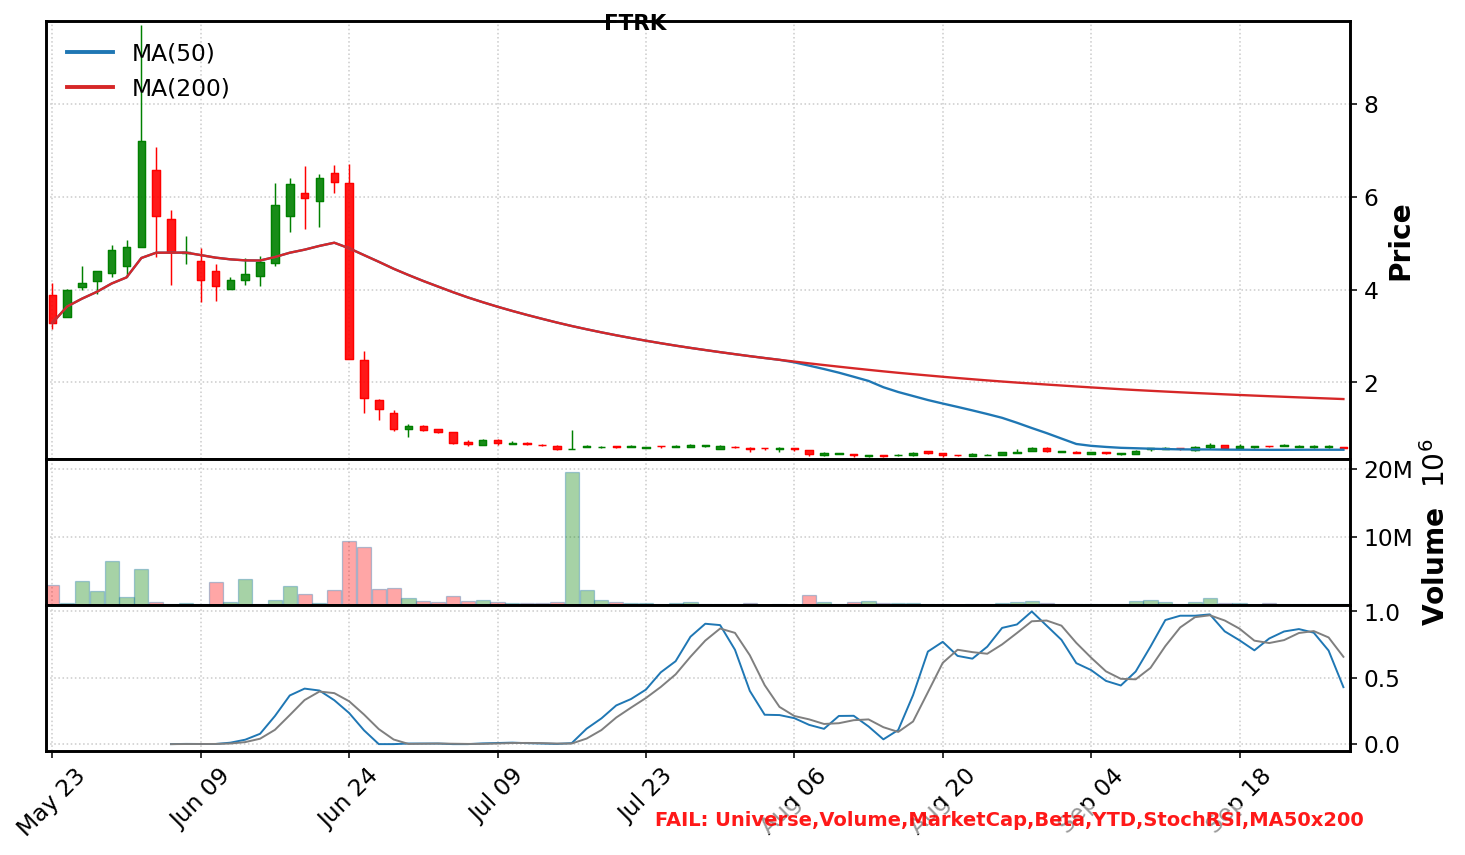 FTRK
MA(50)
MA(200)
8
6
4
2
Price
20M
10M
Volume 10^6
1.0
0.5
0.0
May 23
Jun 09
Jun 24
Jul 09
Jul 23
Aug 06
Aug 20
Sep 04
Sep 18
FAIL: Universe,Volume,MarketCap,Beta,YTD,StochRSI,MA50x200